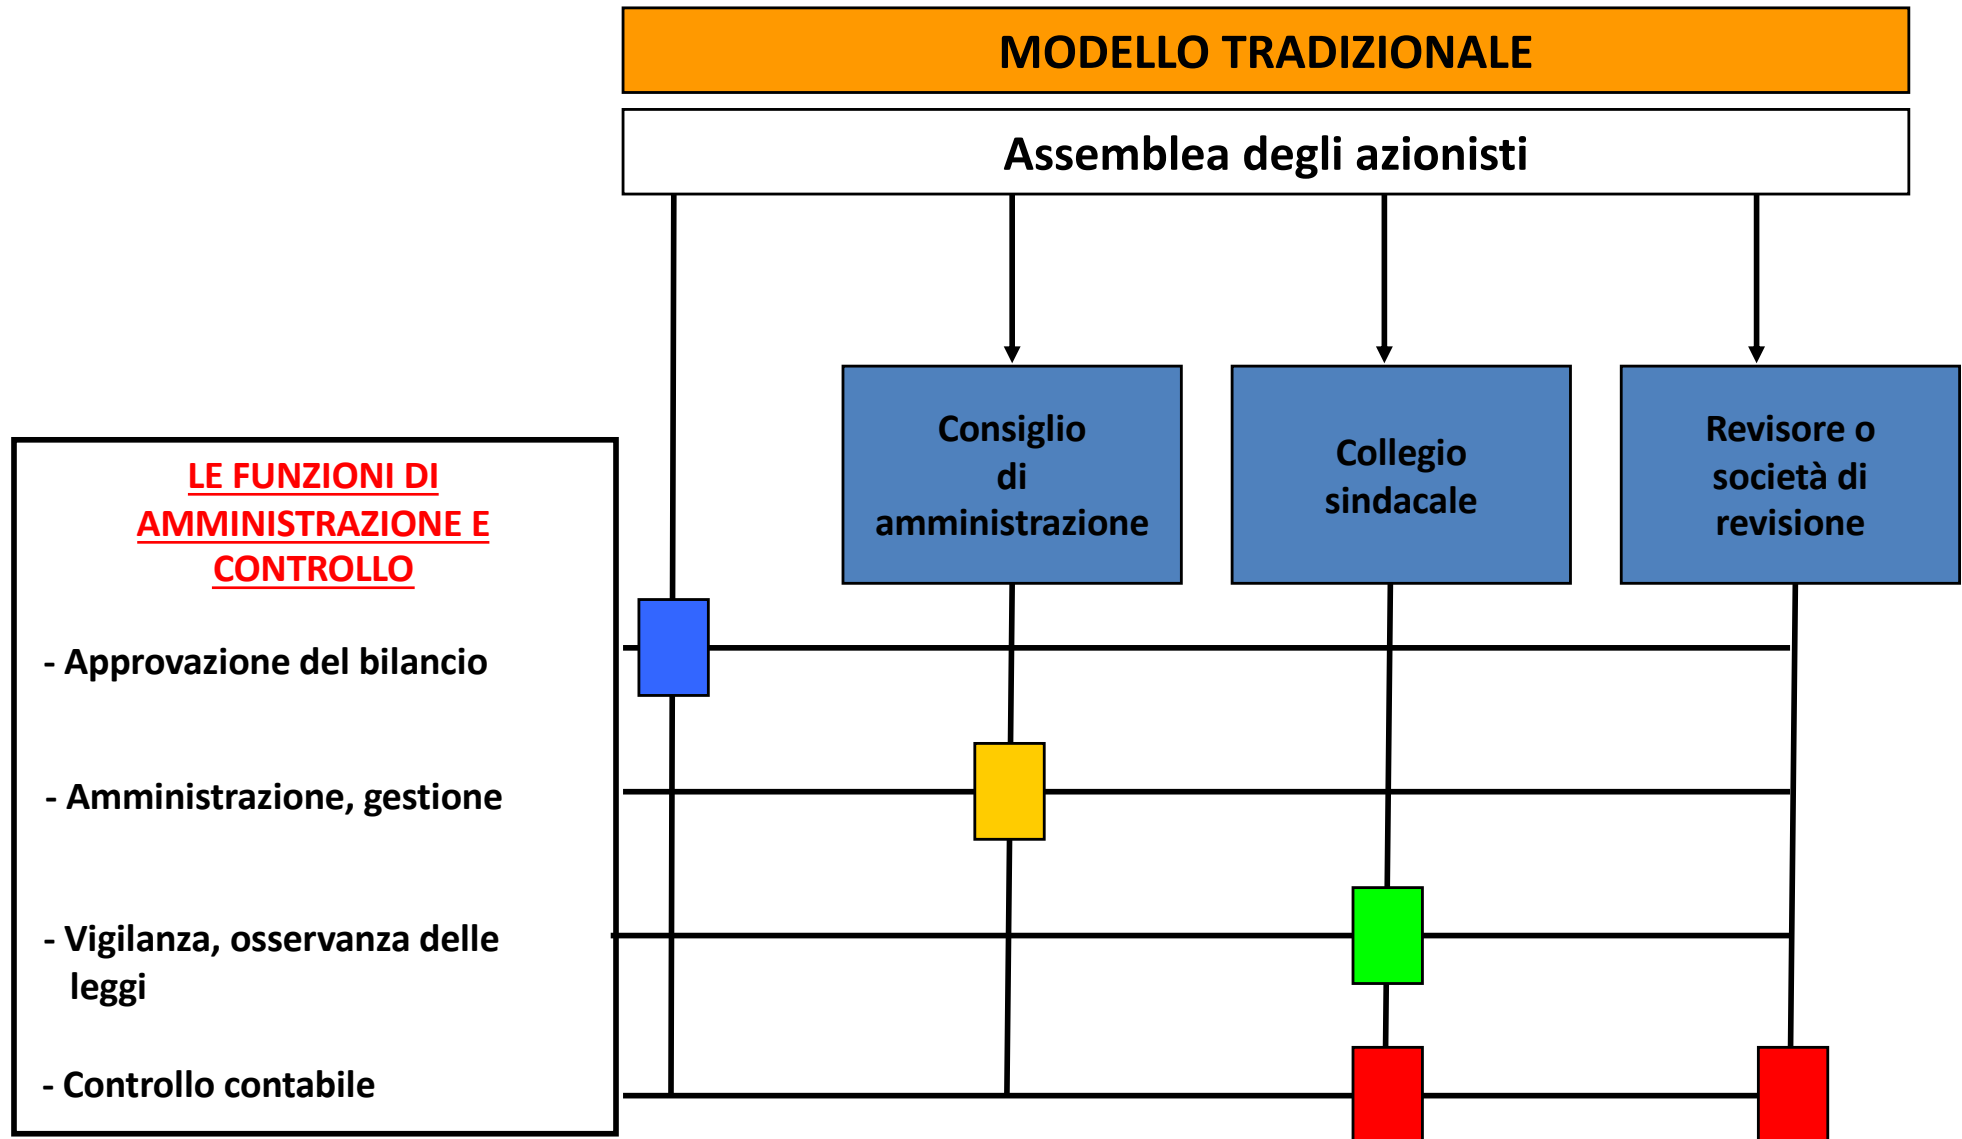 MODELLO TRADIZIONALE
Assemblea degli azionisti
Consiglio
di
amministrazione
Collegio
sindacale
Revisore o
società di
revisione
LE FUNZIONI DI
AMMINISTRAZIONE E
CONTROLLO
- Approvazione del bilancio
- Amministrazione, gestione
- Vigilanza, osservanza delle
leggi
- Controllo contabile